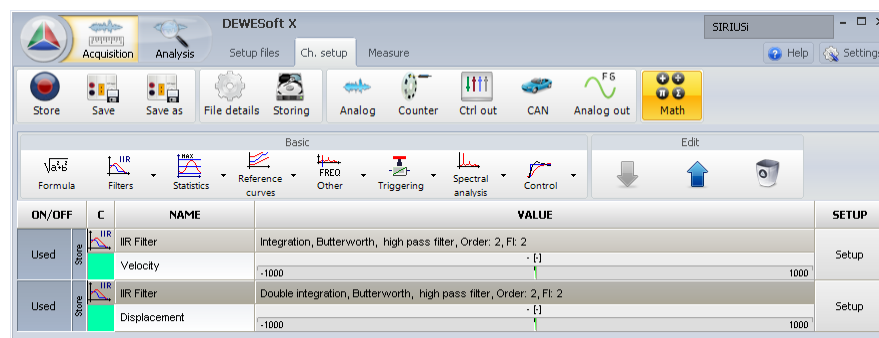 DEWESoft X
SIRIUSi
Acquisition Analysis Setup files Ch. setup Measure Help Settings
Store Save Save as File details Storing Analog Counter Ctrl out CAN Analog out Math
Basic Edit
Formula Filters Statistics Reference curves FREQ Other Triggering Spectral analysis Control
ON/OFF C NAME VALUE SETUP
Used Store IIR IIR Filter Integration, Butterworth, high pass filter, Order: 2, Fl: 2 Setup
Velocity - [-]
-1000 1000
Used Store IIR IIR Filter Double integration, Butterworth, high pass filter, Order: 2, Fl: 2 Setup
Displacement - [-]
-1000 1000